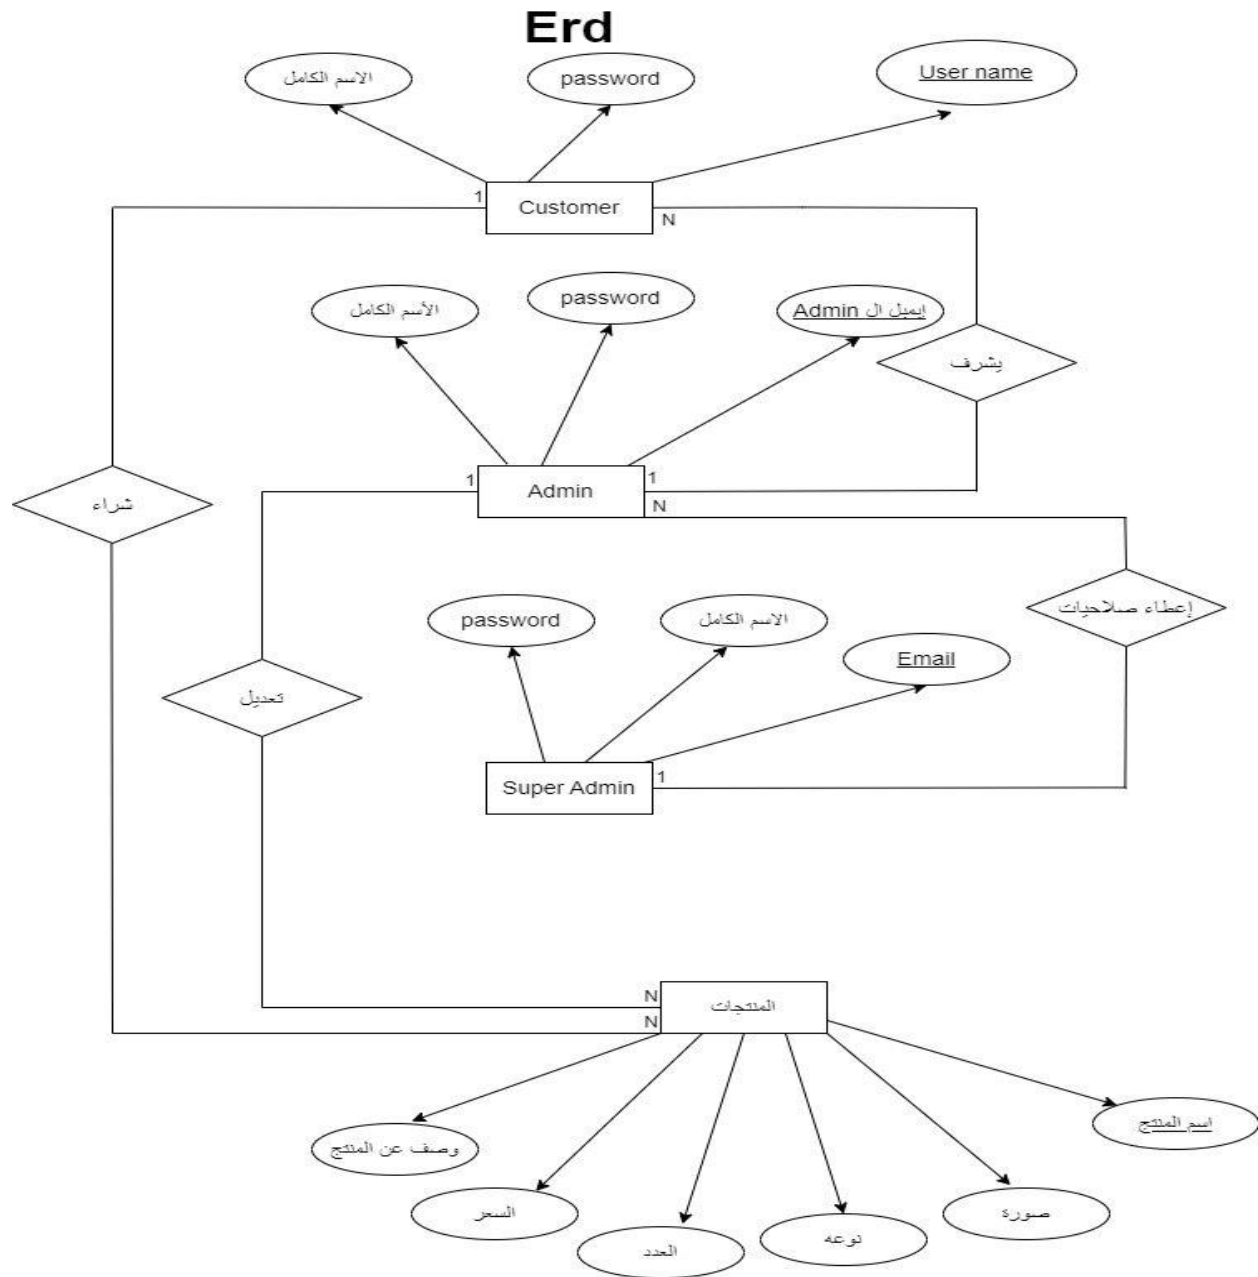 Erd
الاسم الكامل
password
User name
1
Customer
N
الأسم الكامل
password
إيميل ال Admin
يشرف
1
Admin
1
N
شراء
password
الاسم الكامل
Email
إعطاء صلاحيات
تعديل
Super Admin
1
N
المنتجات
N
وصف عن المنتج
اسم المنتج
السعر
صورة
العدد
نوعه